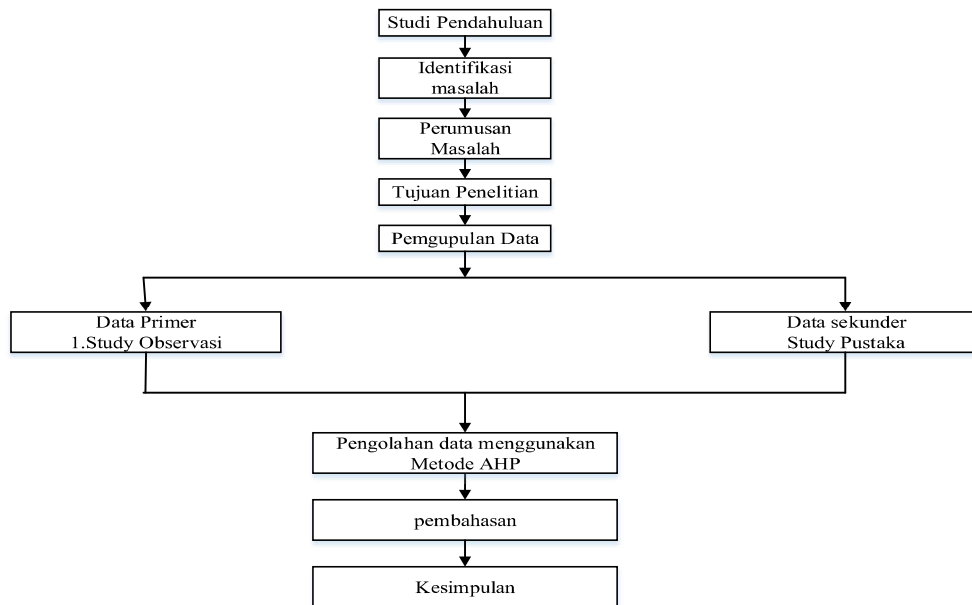 Studi Pendahuluan
Identifikasi
masalah
Perumusan
Masalah
Tujuan Penelitian
Pemgupulan Data
Data Primer
1.Study Observasi
Data sekunder
Study Pustaka
Pengolahan data menggunakan
Metode AHP
pembahasan
Kesimpulan